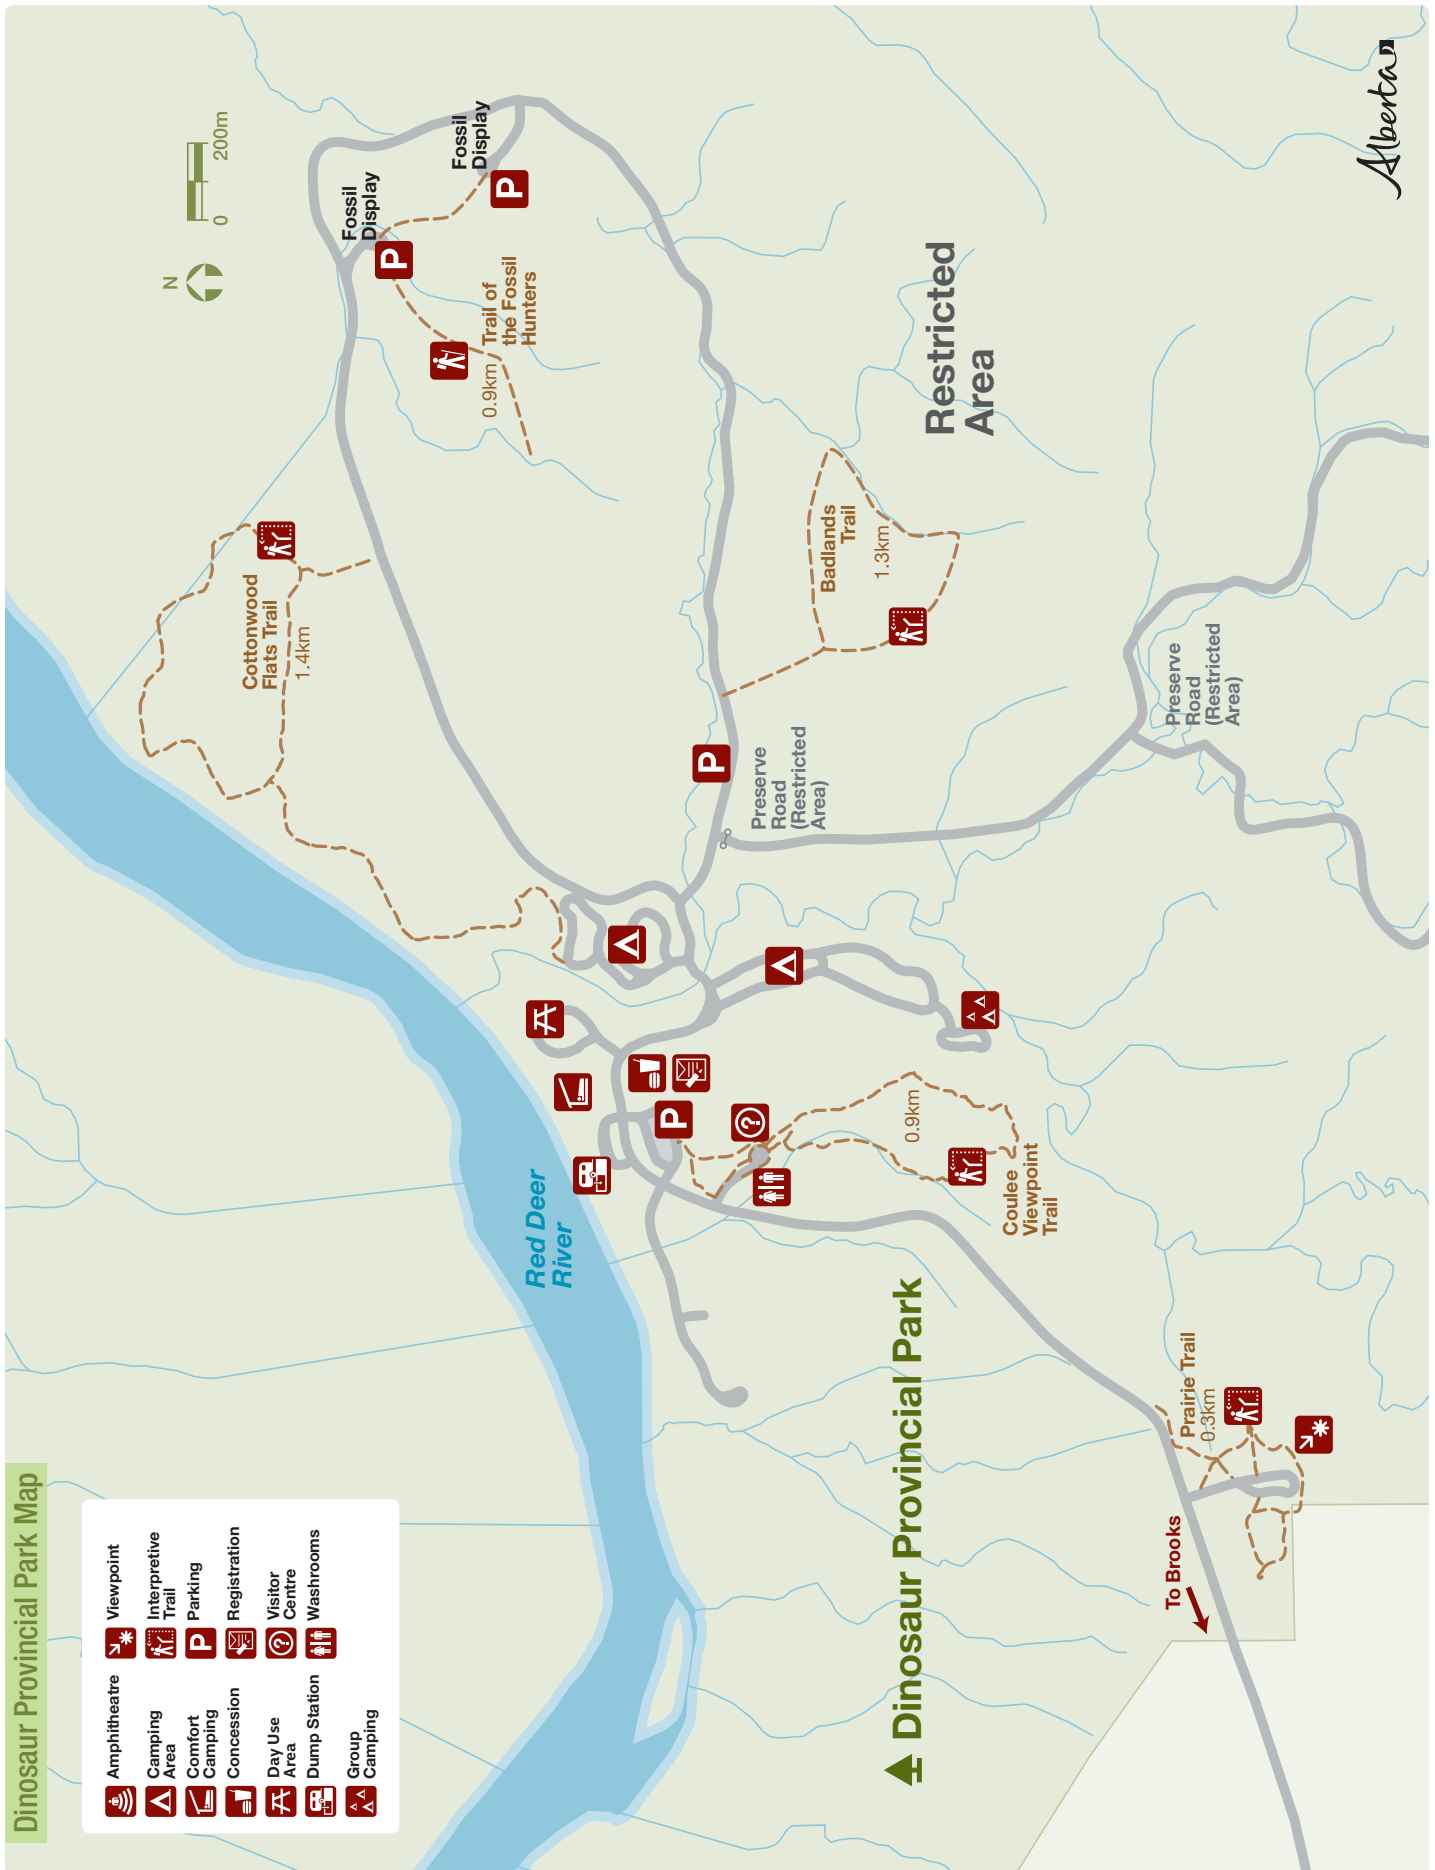 Dinosaur Provincial Park Map
Amphitheatre
Camping
Area
Comfort
Camping
Concession
Day Use
Area
Dump Station
Group
Camping
Viewpoint
Interpretive
Trail
Parking
Registration
Visitor
Centre
Washrooms
N
0
200m
Fossil
Display
Fossil
Display
Trail of
the Fossil
Hunters
0.9km
Cottonwood
Flats Trail
1.4km
Badlands
Trail
1.3km
Restricted
Area
Preserve
Road
(Restricted
Area)
Preserve
Road
(Restricted
Area)
Red Deer
River
0.9km
Coulee
Viewpoint
Trail
Dinosaur Provincial Park
Prairie Trail
0.3km
To Brooks
P
P
P
P
?
Alberta